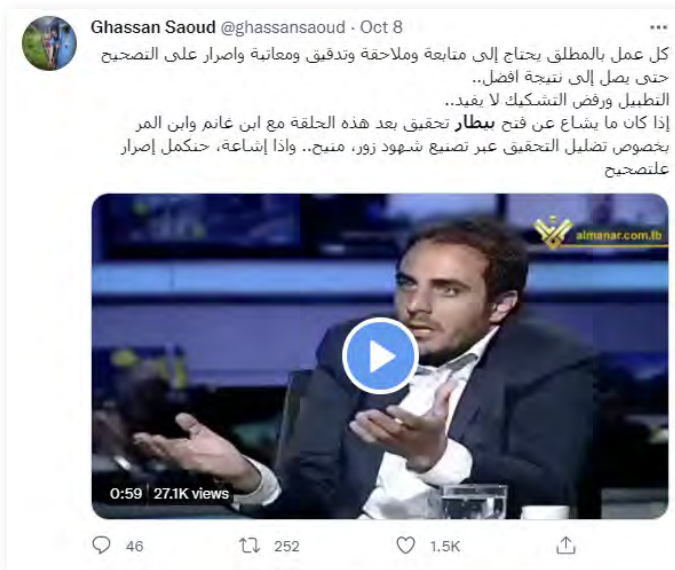 Ghassan Saoud @ghassansaoud · Oct 8
كل عمل بالمطلق يحتاج إلى متابعة وملاحقة وتدقيق ومعاتبة واصرار على التصحيح
حتى يصل إلى نتيجة افضل..
التطبيل ورفض التشكيك لا يفيد..
إذا كان ما يشاع عن فتح بيطار تحقيق بعد هذه الحلقة مع ابن غانم وابن المر
بخصوص تضليل التحقيق عبر تصنيع شهود زور، منيح.. واذا إشاعة، حنكمل إصرار
علتصحيح
almanar.com.lb
0:59 27.1K views
46 252 1.5K